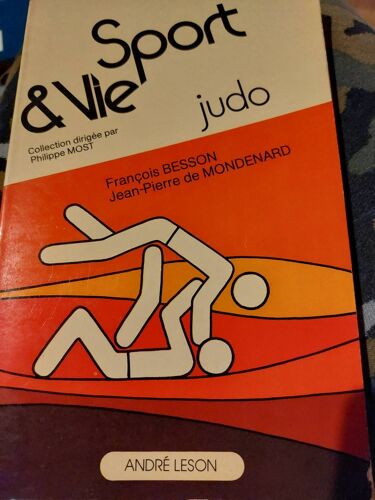 Sport
& Vie
Collection dirigée par
Philippe MOST
judo
François BESSON
Jean-Pierre de MONDENARD
ANDRÉ LESON